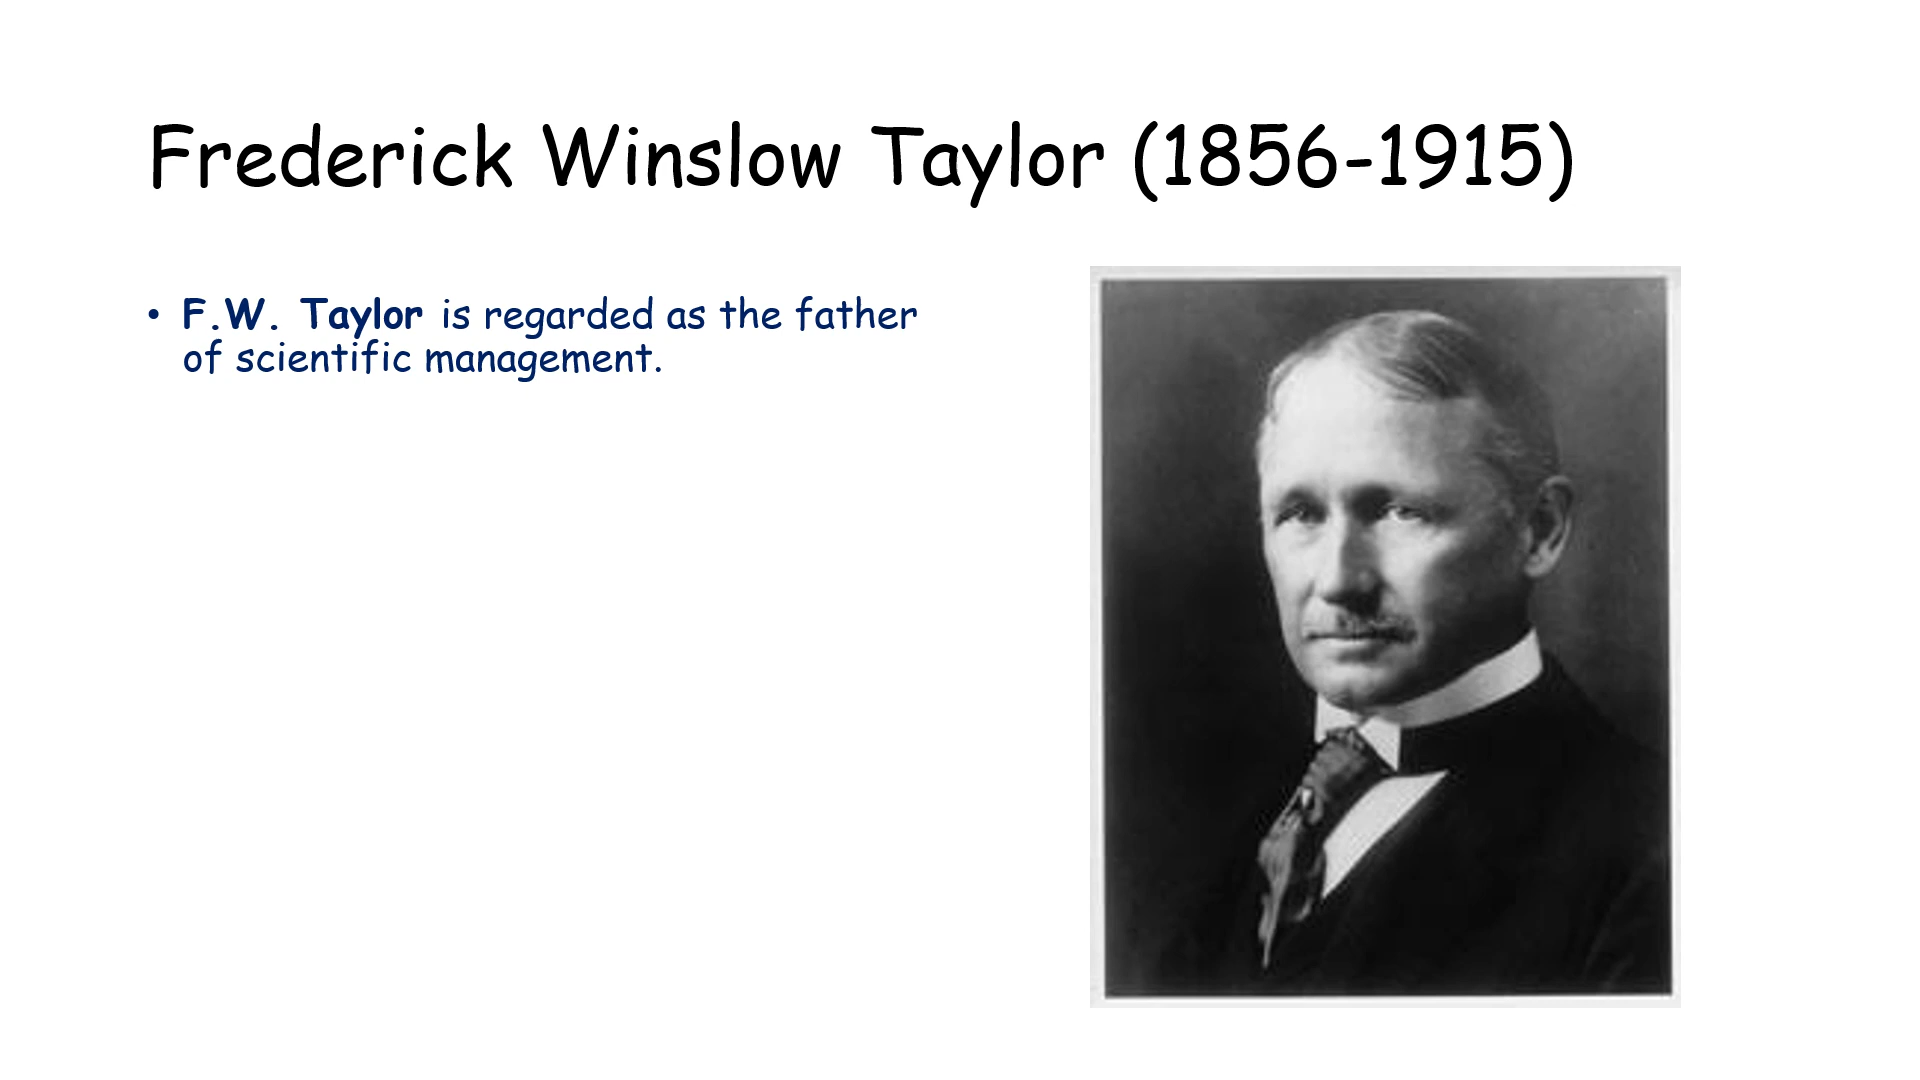 Frederick Winslow Taylor (1856-1915)
• F.W. Taylor is regarded as the father
of scientific management.